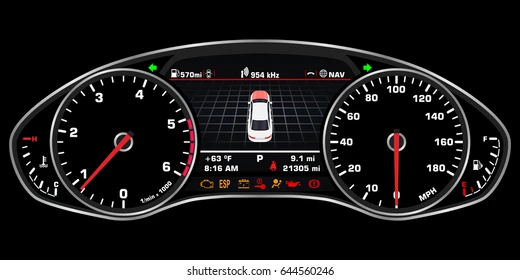 570mi
954 kHz
NAV
1
2
3
4
5
6
0
1/min x 1000
H
C
+63 °F
P
9.1 mi
8:16 AM
21305 mi
ESP
0
10
40
60
80
100
120
140
160
180
MPH
F
E
shutterstock.com · 644560246